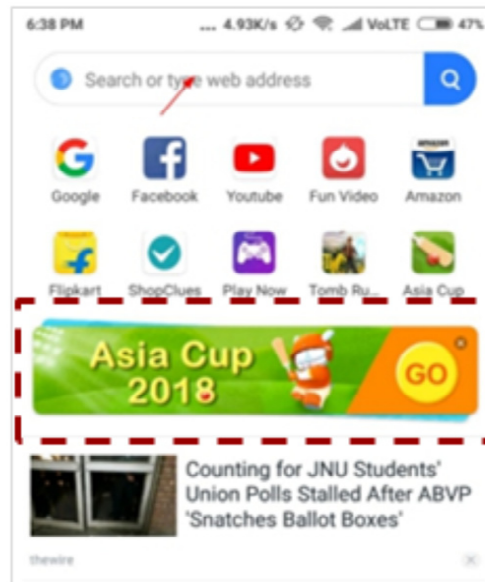 6:38 PM ... 4.93K/s VoLTE 47%
Search or type web address
Google Facebook Youtube Fun Video Amazon
Flipkart ShopClues Play Now Tomb Ru... Asia Cup
Asia Cup
2018
GO
Counting for JNU Students'
Union Polls Stalled After ABVP
'Snatches Ballot Boxes'
thewire